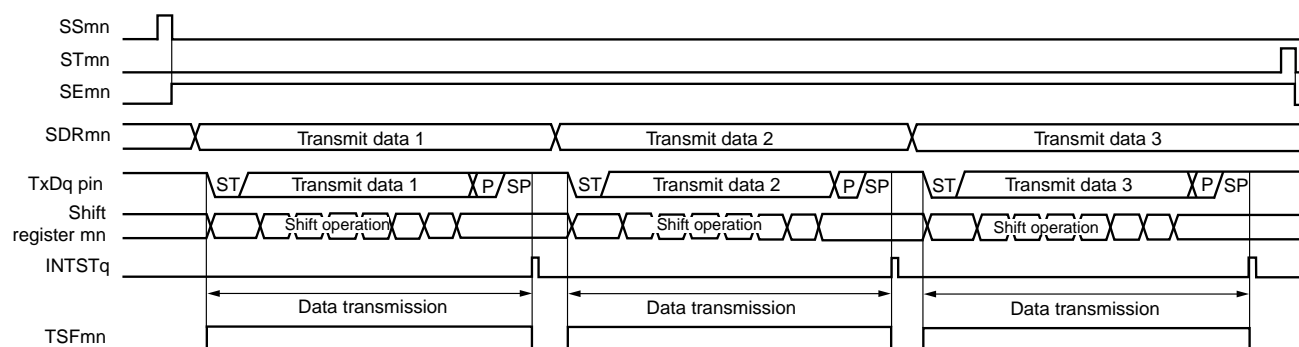 SSmn
STmn
SEmn
SDRmn Transmit data 1 Transmit data 2 Transmit data 3
TxDq pin ST Transmit data 1 P SP ST Transmit data 2 P SP ST Transmit data 3 P SP
Shift
register mn Shift operation Shift operation Shift operation
INTSTq
Data transmission Data transmission Data transmission
TSFmn